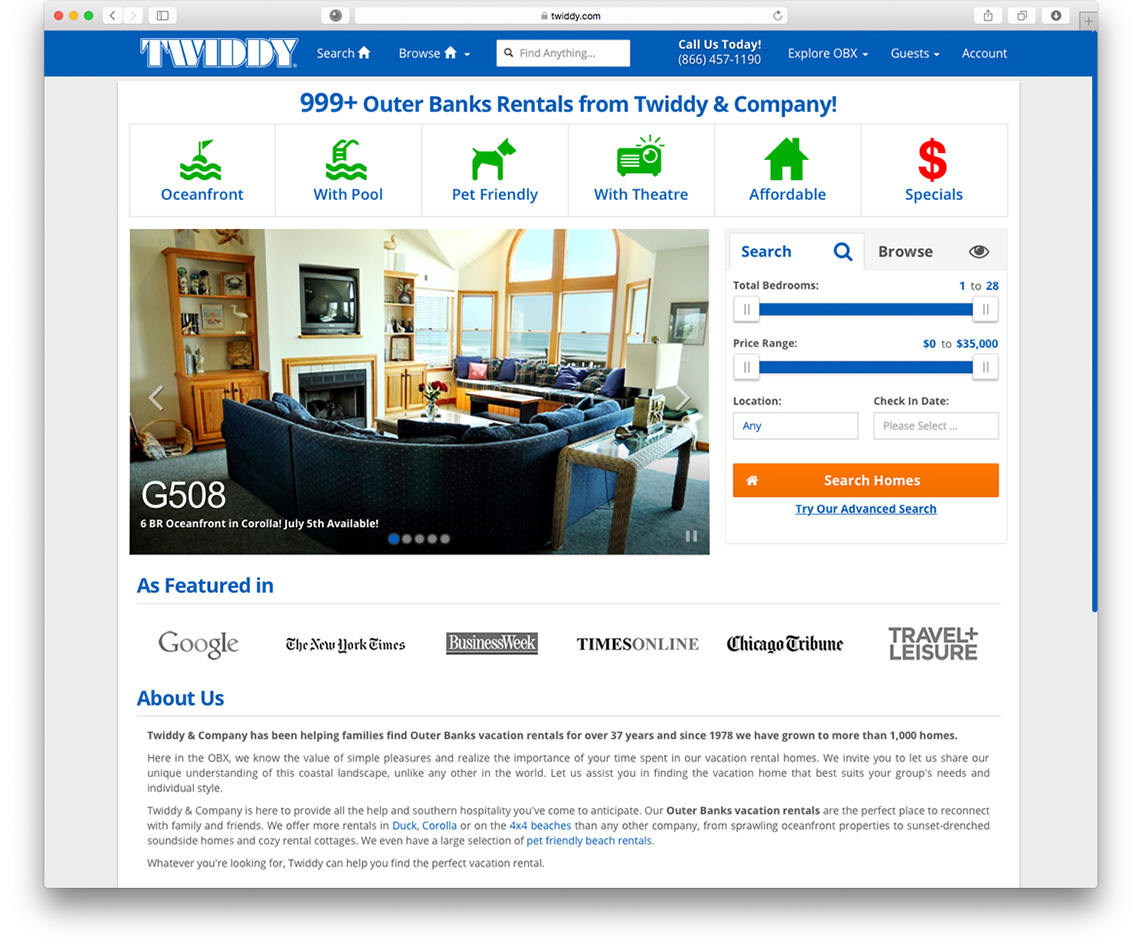 twiddy.com
TWIDDY®
Search
Browse
Find Anything...
Call Us Today!
(866) 457-1190
Explore OBX
Guests
Account
999+ Outer Banks Rentals from Twiddy & Company!
Oceanfront
With Pool
Pet Friendly
With Theatre
Affordable
$
Specials
G508
6 BR Oceanfront in Corolla! July 5th Available!
Search
Browse
Total Bedrooms: 1 to 28
Price Range: $0 to $35,000
Location:
Any
Check In Date:
Please Select ...
Search Homes
Try Our Advanced Search
As Featured in
Google
The New York Times
BusinessWeek
TIMESONLINE
Chicago Tribune
TRAVEL+
LEISURE
About Us
Twiddy & Company has been helping families find Outer Banks vacation rentals for over 37 years and since 1978 we have grown to more than 1,000 homes.
Here in the OBX, we know the value of simple pleasures and realize the importance of your time spent in our vacation rental homes. We invite you to let us share our
unique understanding of this coastal landscape, unlike any other in the world. Let us assist you in finding the vacation home that best suits your group's needs and
individual style.
Twiddy & Company is here to provide all the help and southern hospitality you've come to anticipate. Our Outer Banks vacation rentals are the perfect place to reconnect
with family and friends. We offer more rentals in Duck, Corolla or on the 4x4 beaches than any other company, from sprawling oceanfront properties to sunset-drenched
soundside homes and cozy rental cottages. We even have a large selection of pet friendly beach rentals.
Whatever you're looking for, Twiddy can help you find the perfect vacation rental.